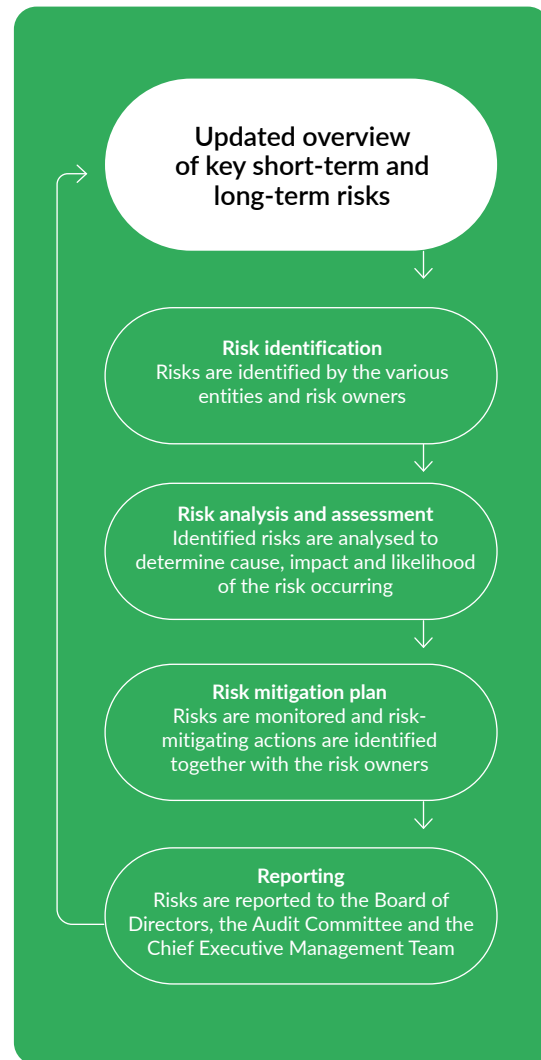 Updated overview
of key short-term and
long-term risks
Risk identification
Risks are identified by the various
entities and risk owners
Risk analysis and assessment
Identified risks are analysed to
determine cause, impact and likelihood
of the risk occurring
Risk mitigation plan
Risks are monitored and risk-
mitigating actions are identified
together with the risk owners
Reporting
Risks are reported to the Board of
Directors, the Audit Committee and the
Chief Executive Management Team